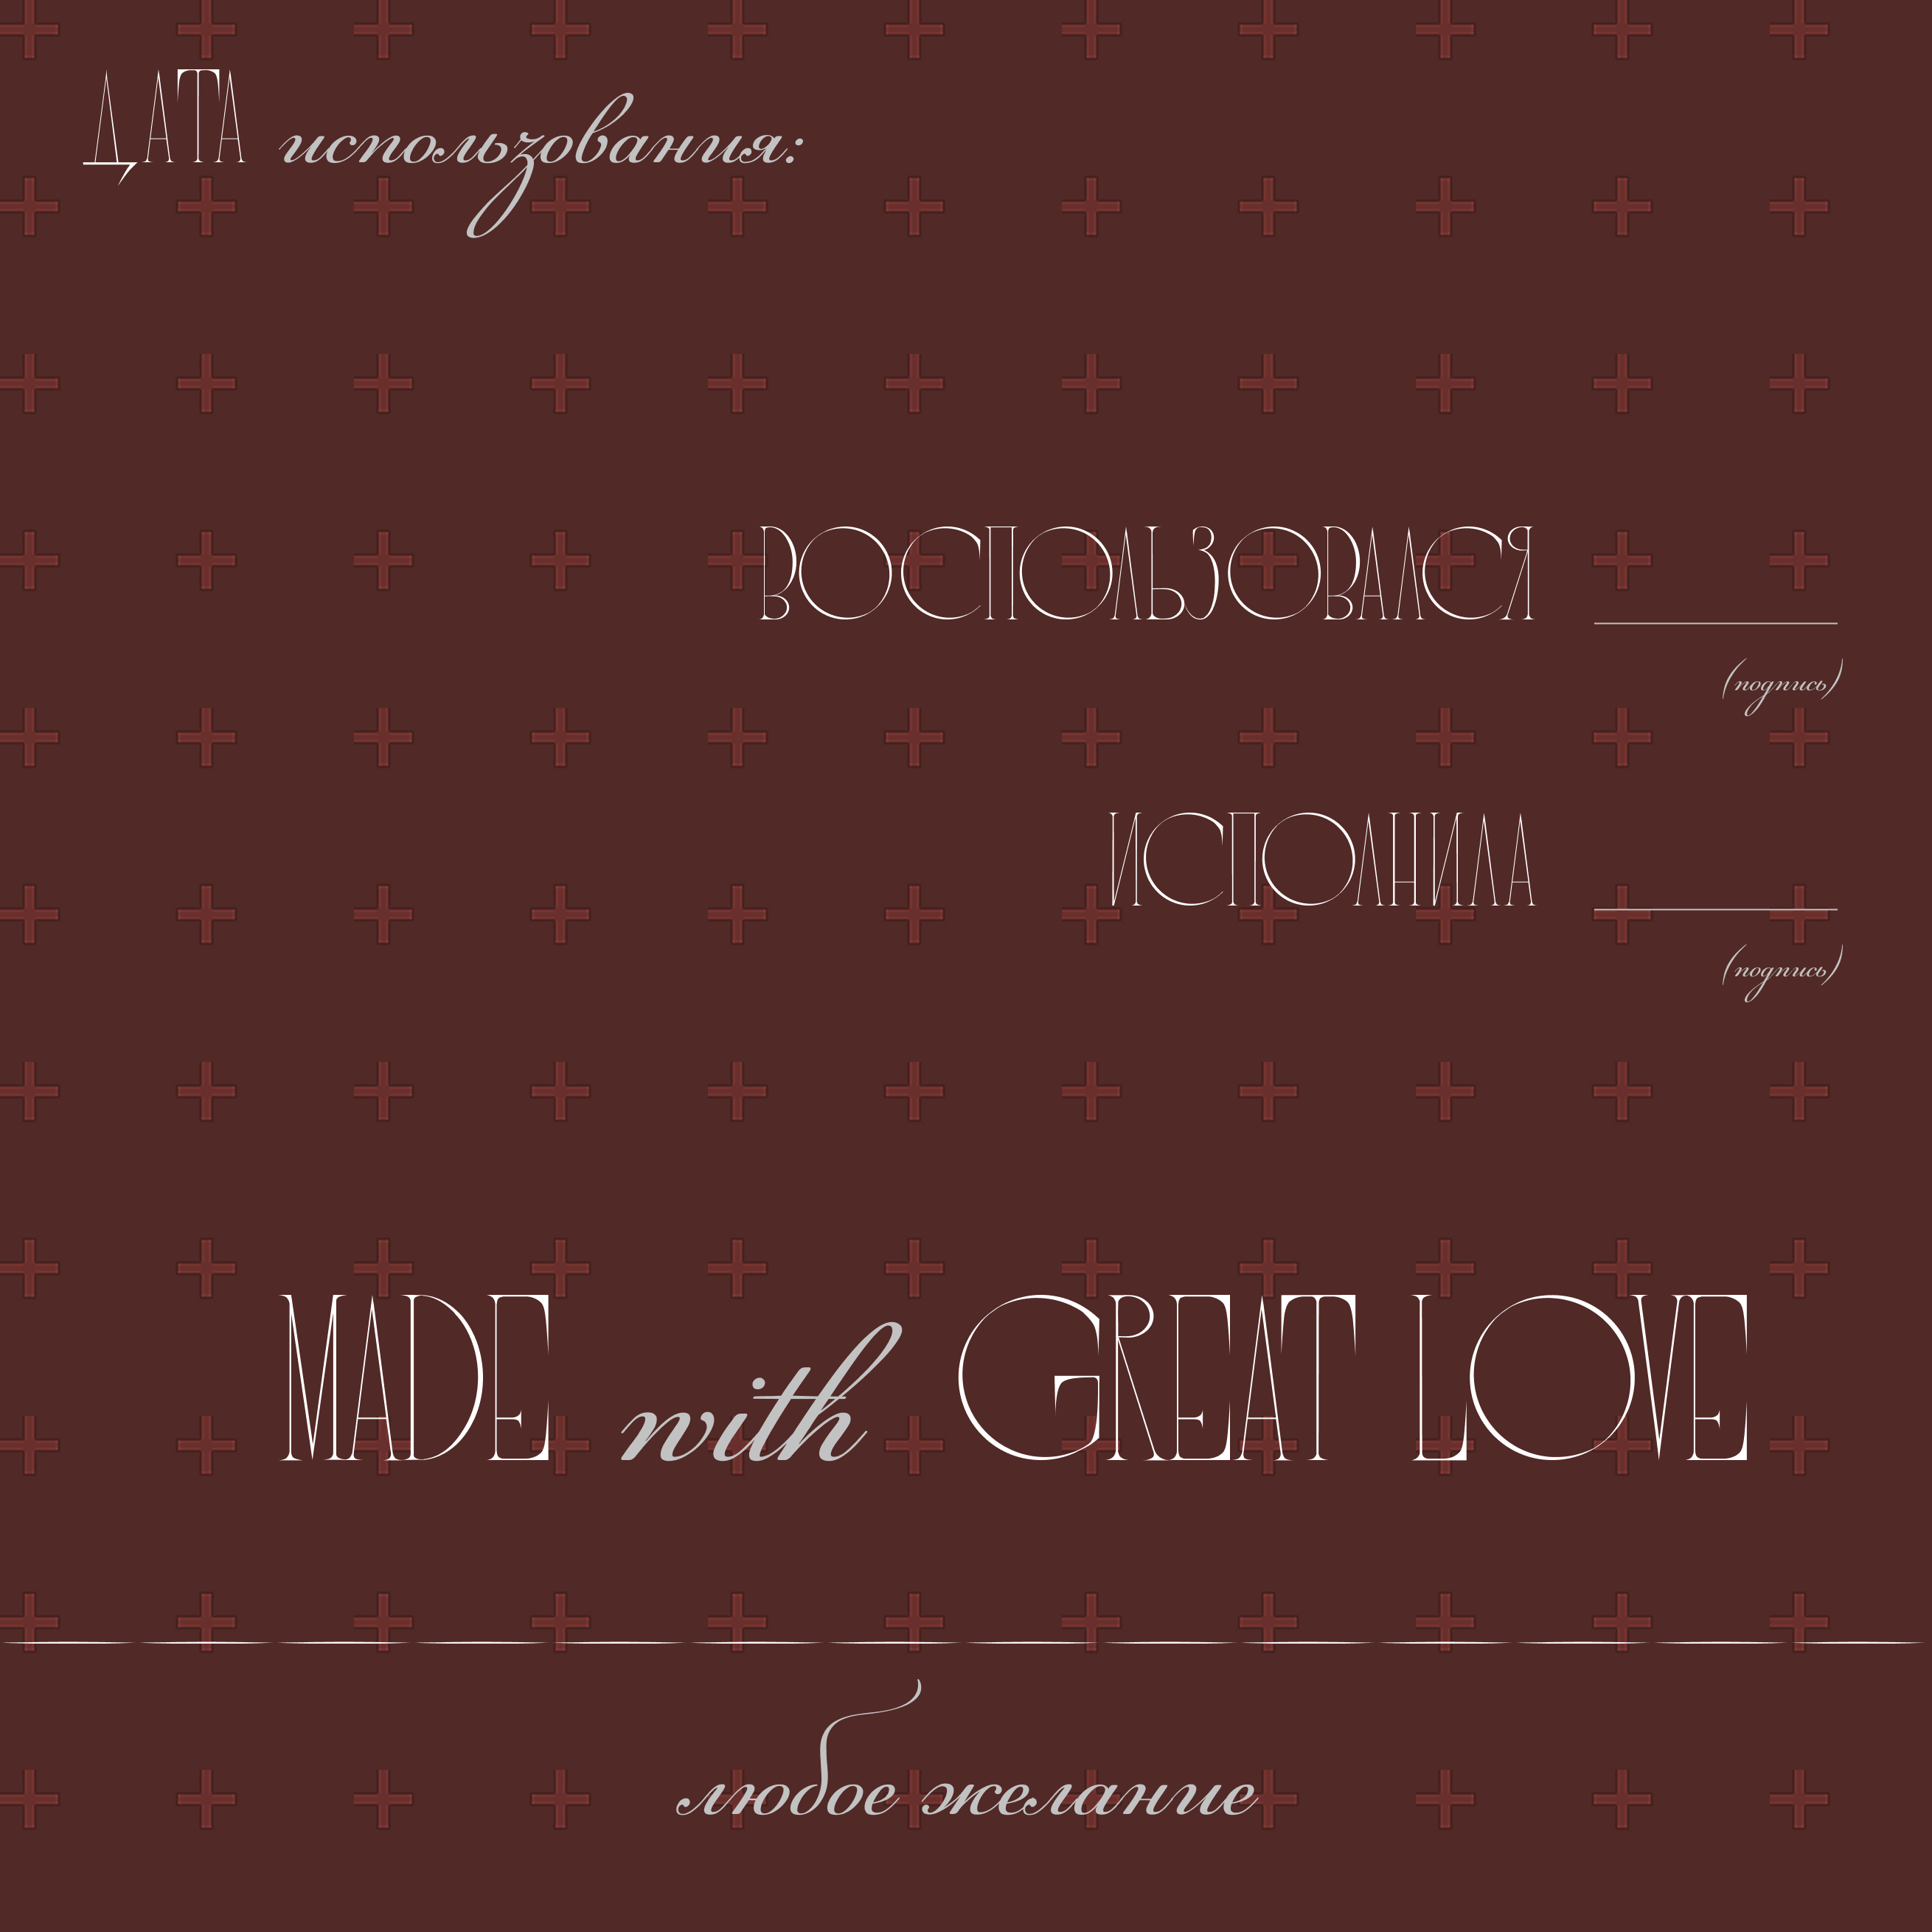 ДАТА использования:
ВОСПОЛЬЗОВАЛСЯ
(подпись)
ИСПОЛНИЛА
(подпись)
MADE with GREAT LOVE
любое желание